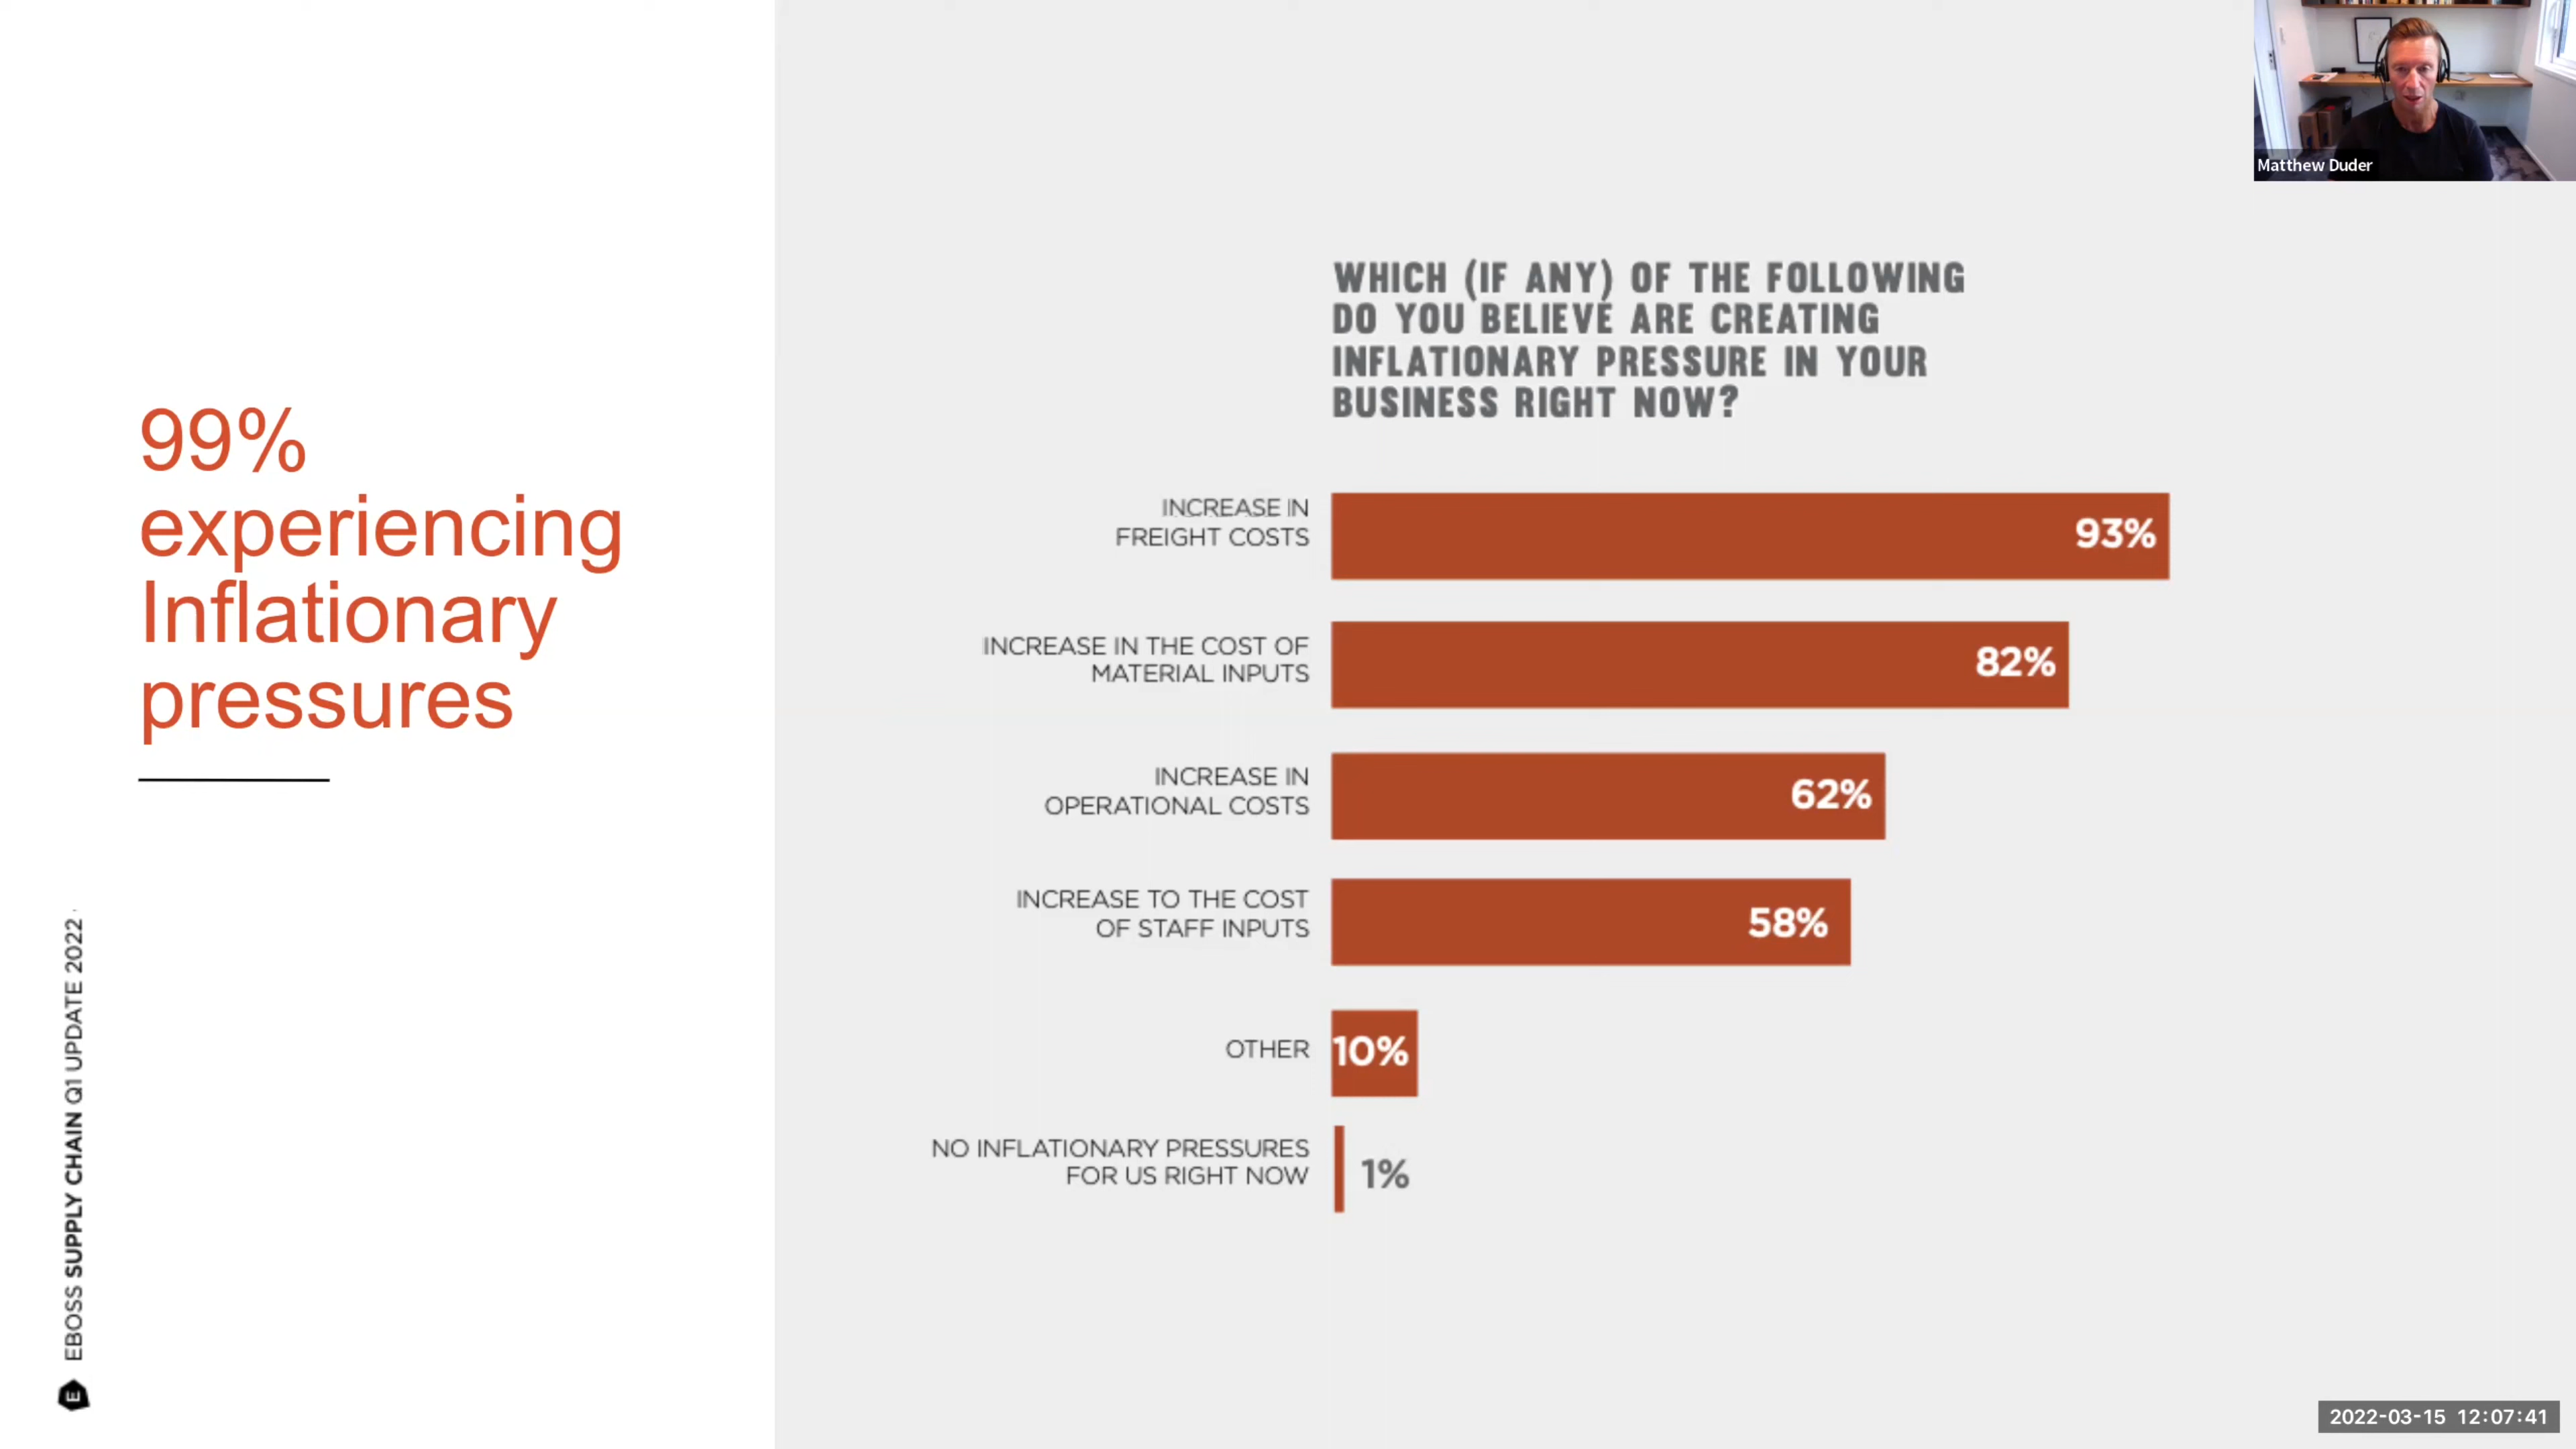 Matthew Duder
99%
experiencing
Inflationary
pressures
WHICH (IF ANY) OF THE FOLLOWING
DO YOU BELIEVE ARE CREATING
INFLATIONARY PRESSURE IN YOUR
BUSINESS RIGHT NOW?
INCREASE IN
FREIGHT COSTS
93%
INCREASE IN THE COST OF
MATERIAL INPUTS
82%
INCREASE IN
OPERATIONAL COSTS
62%
INCREASE TO THE COST
OF STAFF INPUTS
58%
OTHER
10%
NO INFLATIONARY PRESSURES
FOR US RIGHT NOW
1%
E EBOSS SUPPLY CHAIN Q1 UPDATE 2022
2022-03-15 12:07:41